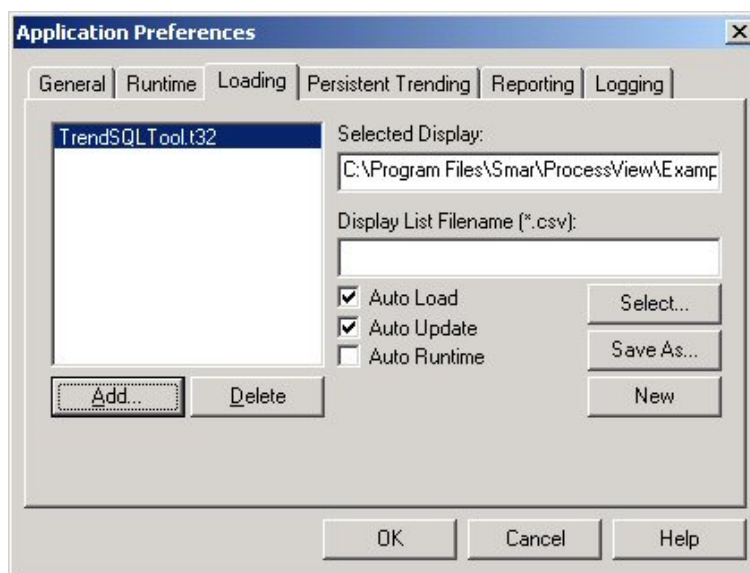 Application Preferences
General Runtime Loading Persistent Trending Reporting Logging
TrendSQLTool.t32
Selected Display:
C:\Program Files\Smar\ProcessView\Examp
Display List Filename (*.csv):
Auto Load
Auto Update
Auto Runtime
Select...
Save As...
New
Add... Delete
OK Cancel Help